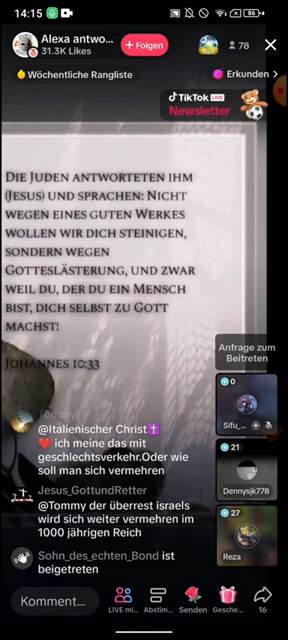 14:15
86
Alexa antwo...
31.3K Likes
+ Folgen
78
Wöchentliche Rangliste
Erkunden >
TikTok LIVE
Newsletter
Die Juden antworteten ihm
(Jesus) und sprachen: Nicht
wegen eines guten Werkes
wollen wir dich steinigen,
sondern wegen
Gotteslästerung, und zwar
weil du, der du ein Mensch
bist, dich selbst zu Gott
machst!
Johannes 10:33
Anfrage zum
Beitreten
0
Sifu_...
21
Dennysjk778
27
Reza
Tommy
@Italienischer Christ✝️
❤️ ich meine das mit
geschlechtsverkehr.Oder wie
soll man sich vermehren
Jesus_GottundRetter
@Tommy der überrest israels
wird sich weiter vermehren im
1000 jährigen Reich
Sohn_des_echten_Bond ist
beigetreten
Komment...
LIVE mi...
Abstim...
Senden
Gesche...
16